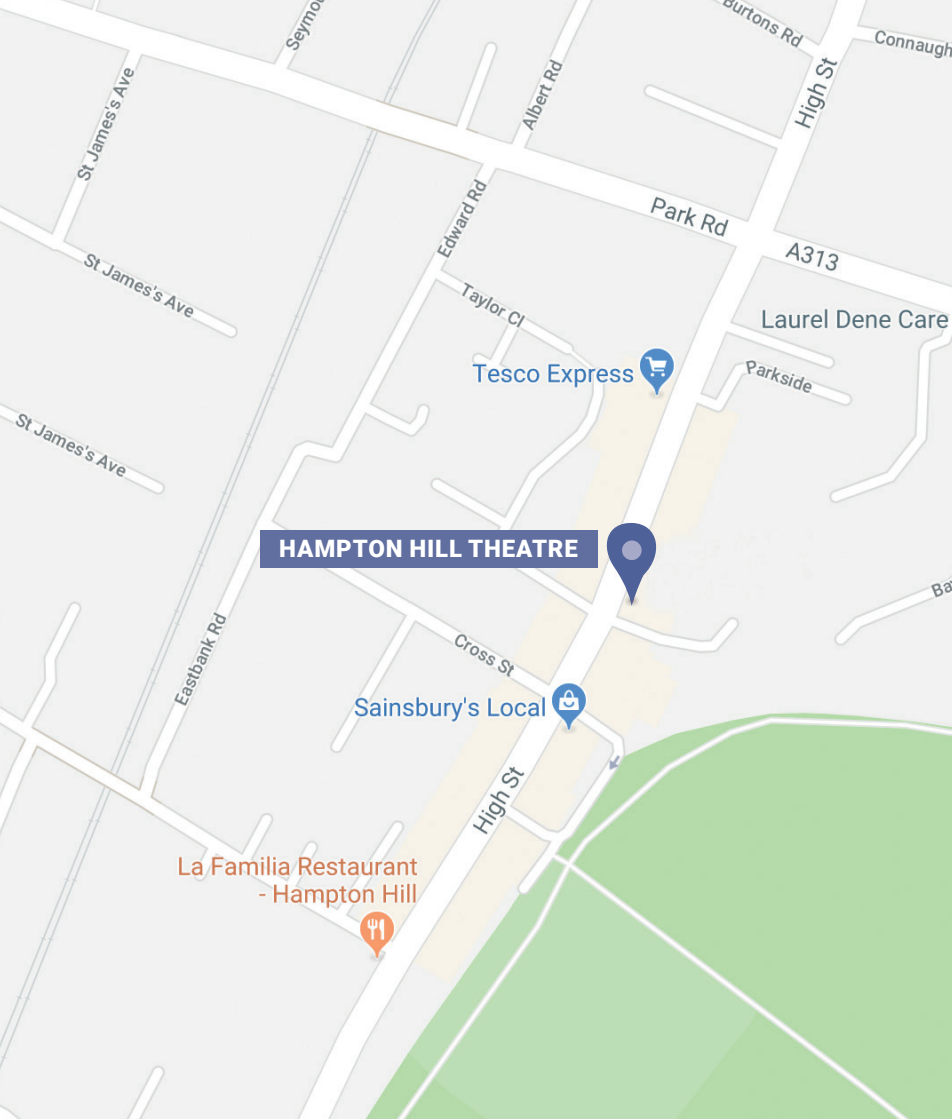 Burtons Rd
Seymou
Connaugh
High St
St James's Ave
Albert Rd
Edward Rd
Park Rd
A313
St James's Ave
Taylor Cl
Laurel Dene Care
Tesco Express
Parkside
St James's Ave
HAMPTON HILL THEATRE
Ba
Eastbank Rd
Cross St
Sainsbury's Local
High St
La Familia Restaurant
- Hampton Hill